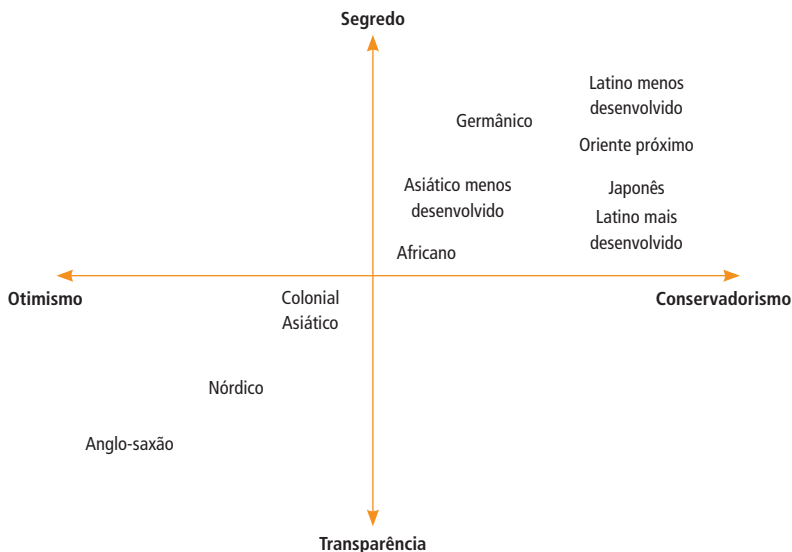 Segredo
Latino menos
desenvolvido
Germânico
Oriente próximo
Asiático menos
desenvolvido
Japonês
Latino mais
desenvolvido
Africano
Otimismo
Conservadorismo
Colonial
Asiático
Nórdico
Anglo-saxão
Transparência